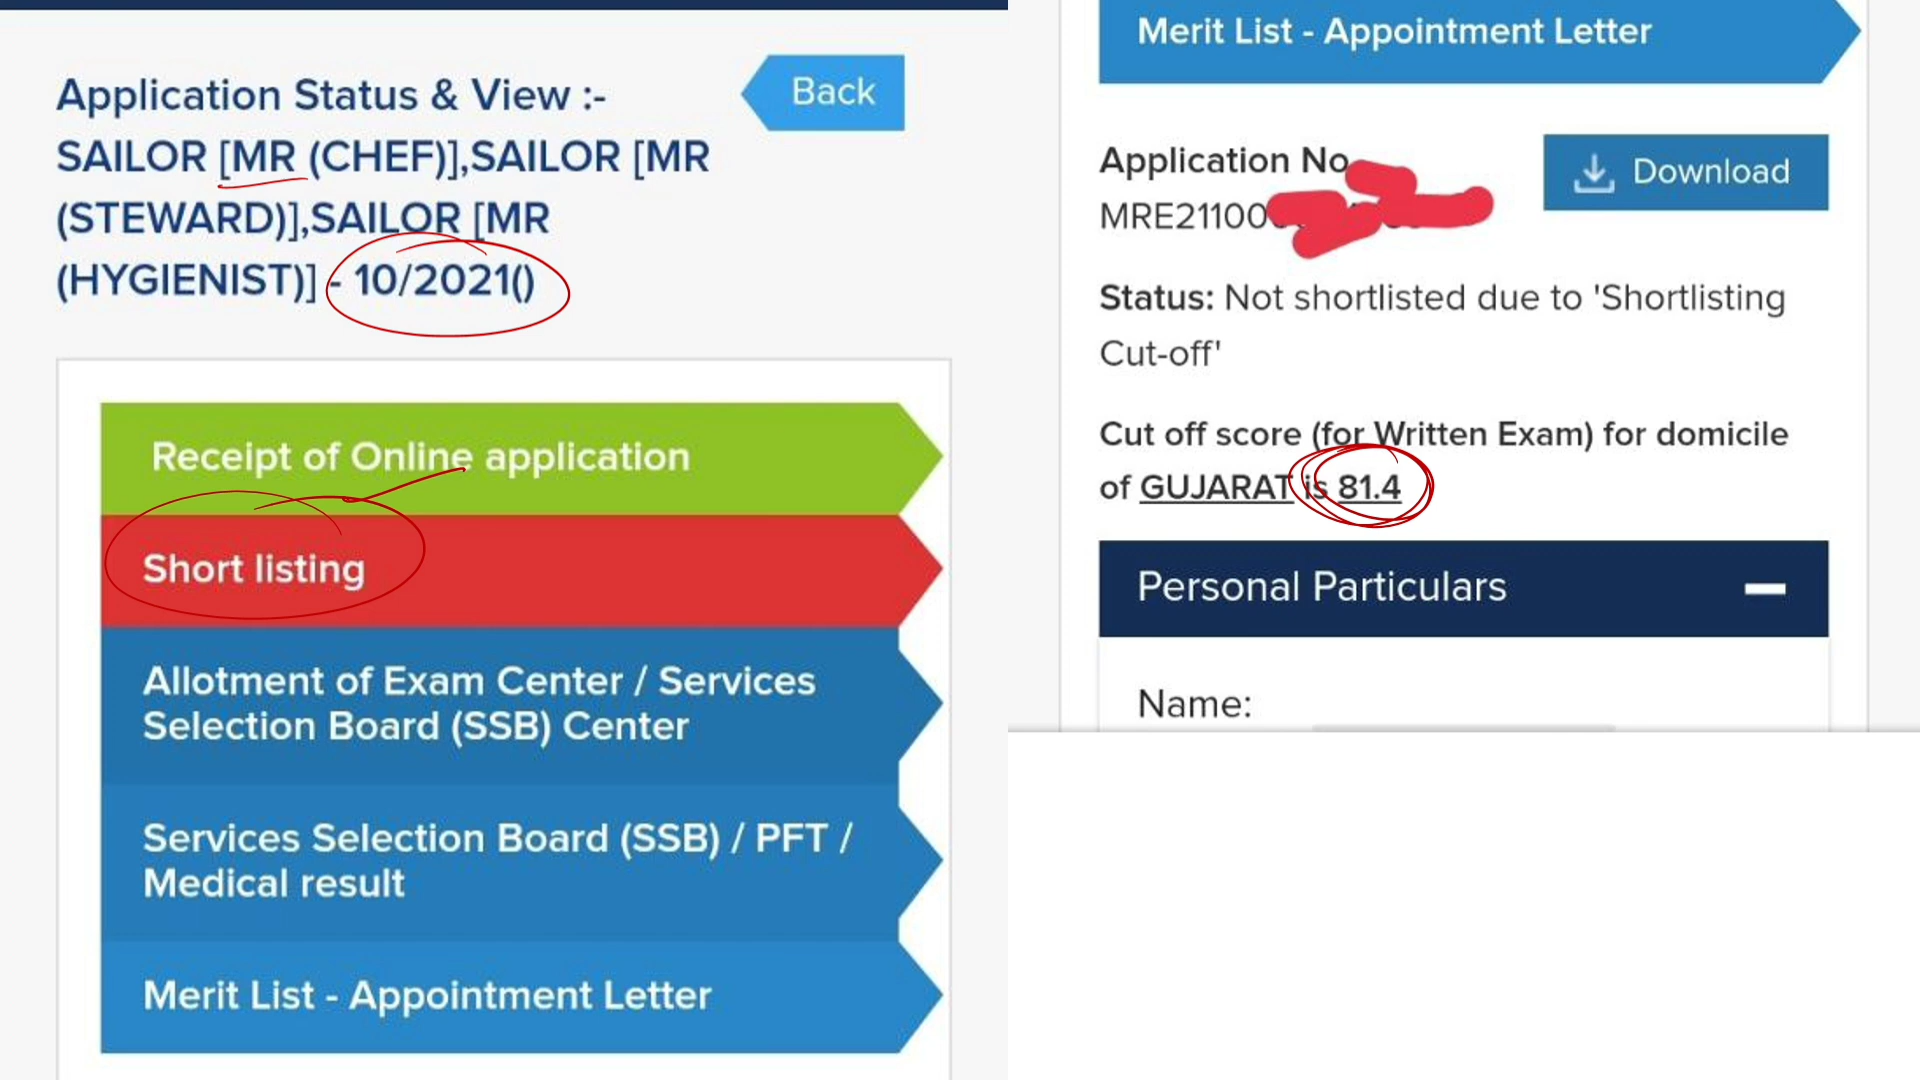 Application Status & View :-
SAILOR [MR (CHEF)],SAILOR [MR
(STEWARD)],SAILOR [MR
(HYGIENIST)] - 10/2021()
Back
Receipt of Online application
Short listing
Allotment of Exam Center / Services
Selection Board (SSB) Center
Services Selection Board (SSB) / PFT /
Medical result
Merit List - Appointment Letter
Merit List - Appointment Letter
Application No
MRE21100
Download
Status: Not shortlisted due to 'Shortlisting
Cut-off'
Cut off score (for Written Exam) for domicile
of GUJARAT is 81.4
Personal Particulars
Name: